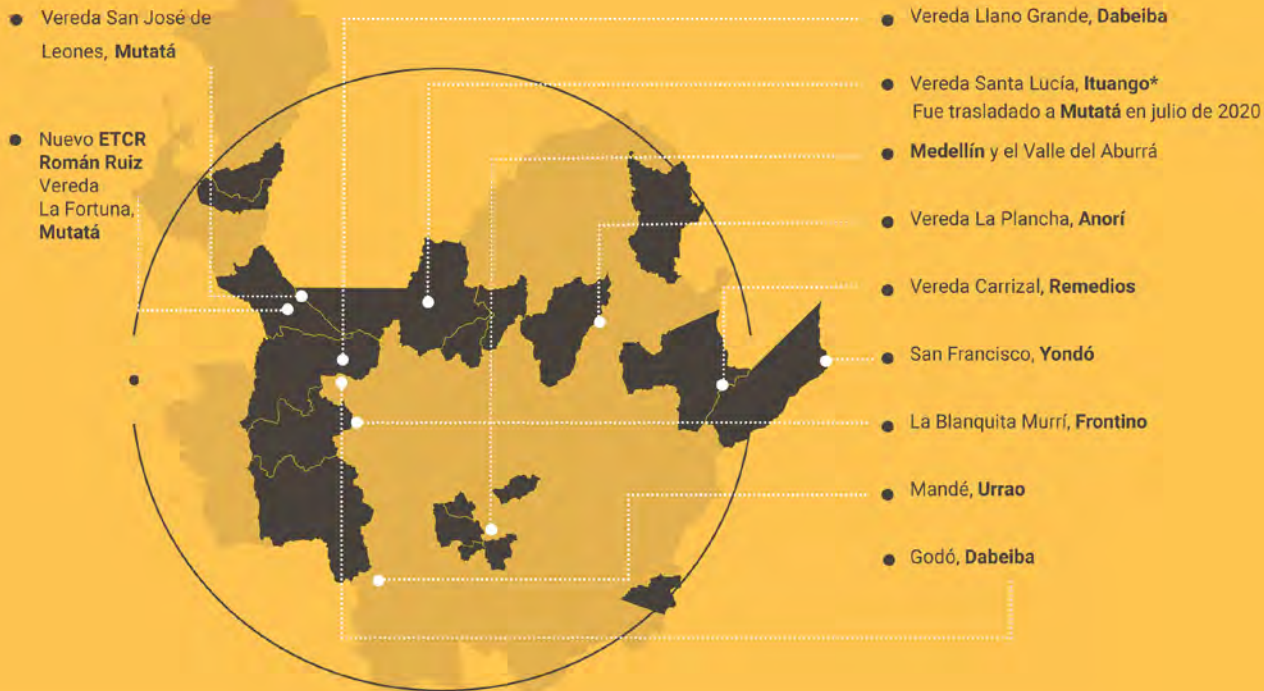 Vereda San José de
Leones, Mutatá
Nuevo ETCR
Román Ruiz
Vereda
La Fortuna,
Mutatá
Vereda Llano Grande, Dabeiba
Vereda Santa Lucía, Ituango*
Fue trasladado a Mutatá en julio de 2020
Medellín y el Valle del Aburrá
Vereda La Plancha, Anorí
Vereda Carrizal, Remedios
San Francisco, Yondó
La Blanquita Murrí, Frontino
Mandé, Urrao
Godó, Dabeiba